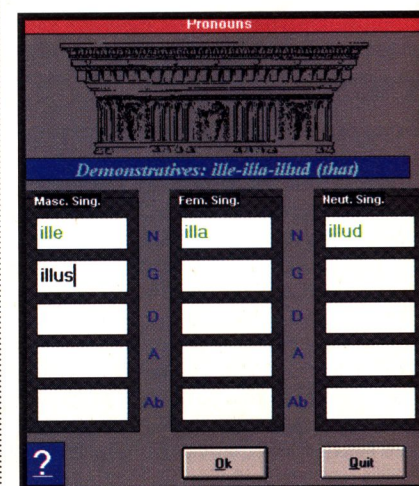 Pronouns
Demonstratives: ille-illa-illud (that)
Masc. Sing. Fem. Sing. Neut. Sing.
ille N illa N illud
illus G G
D D
A A
Ab Ab
? Ok Quit